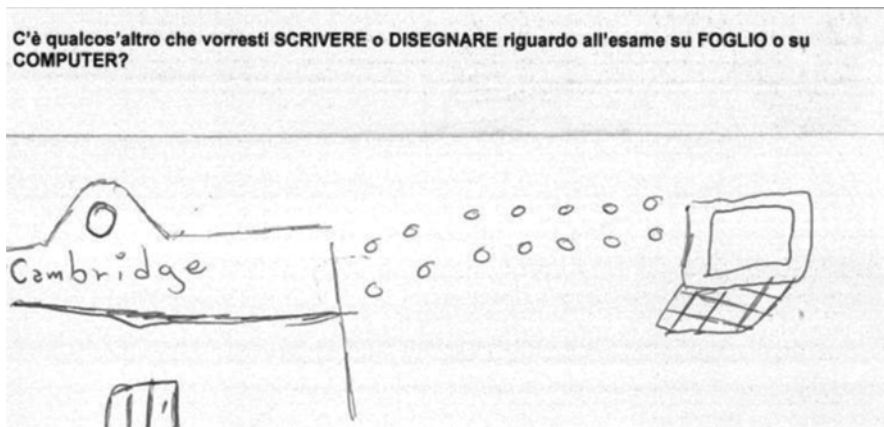 C'è qualcos'altro che vorresti SCRIVERE o DISEGNARE riguardo all'esame su FOGLIO o su
COMPUTER?
Cambridge